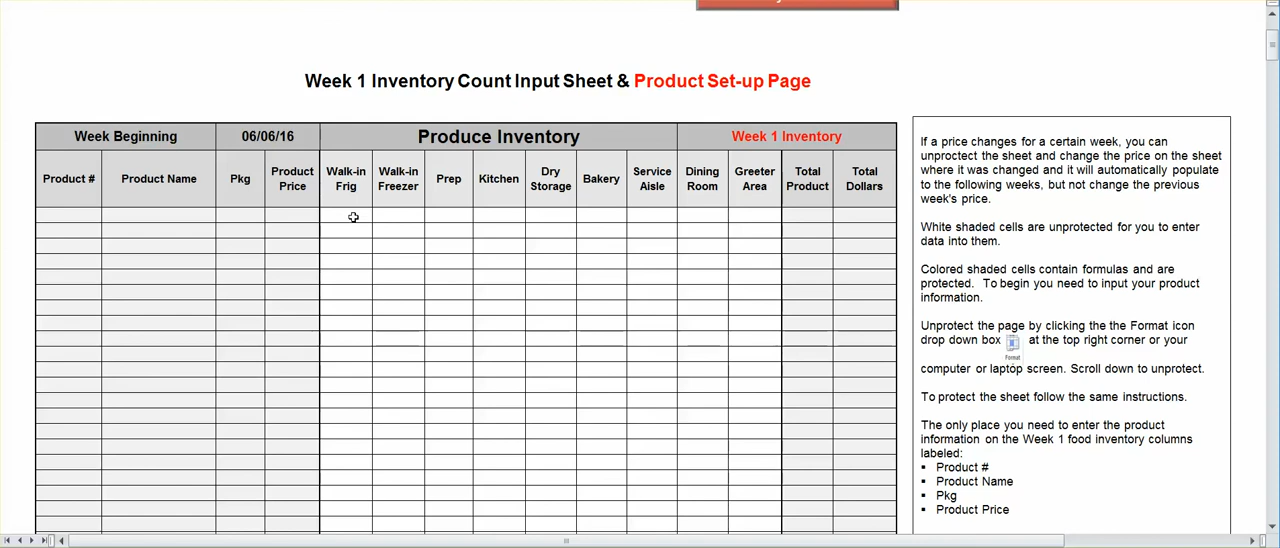 Week 1 Inventory Count Input Sheet & Product Set-up Page
Week Beginning 06/06/16 Produce Inventory Week 1 Inventory
Product # Product Name Pkg Product Price Walk-in Frig Walk-in Freezer Prep Kitchen Dry Storage Bakery Service Aisle Dining Room Greeter Area Total Product Total Dollars
If a price changes for a certain week, you can
unproctect the sheet and change the price on the sheet
where it was changed and it will automatically populate
to the following weeks, but not change the previous
week's price.
White shaded cells are unprotected for you to enter
data into them.
Colored shaded cells contain formulas and are
protected. To begin you need to input your product
information.
Unprotect the page by clicking the the Format icon
drop down box Format at the top right corner or your
computer or laptop screen. Scroll down to unprotect.
To protect the sheet follow the same instructions.
The only place you need to enter the product
information on the Week 1 food inventory columns
labeled:
▪ Product #
▪ Product Name
▪ Pkg
▪ Product Price